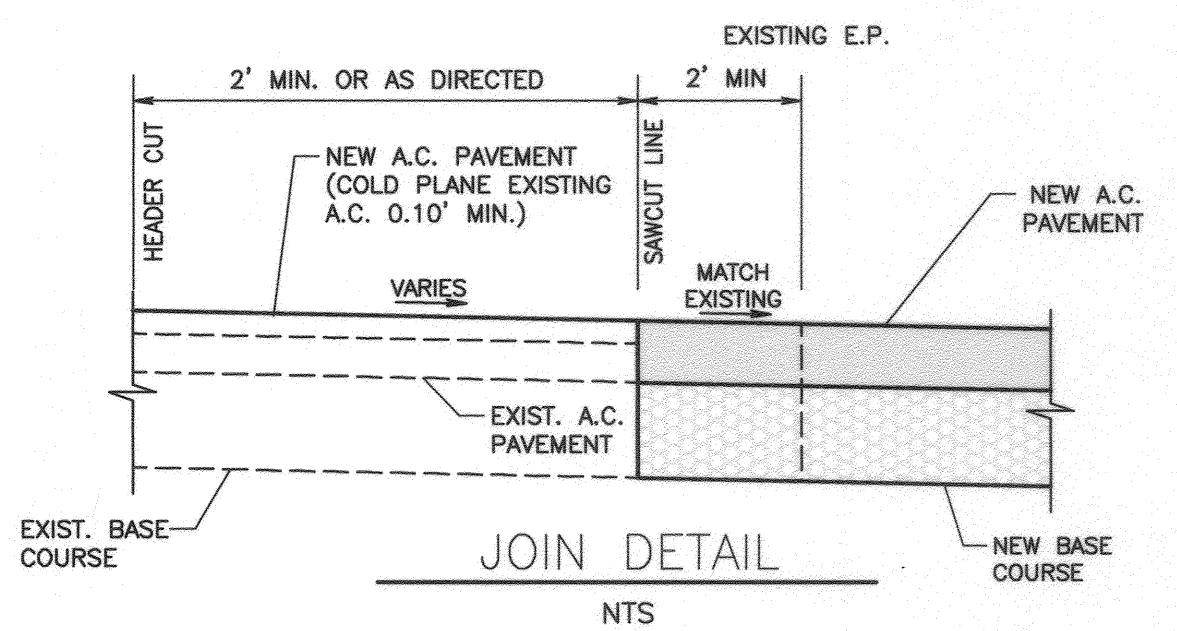 EXISTING E.P.
2' MIN. OR AS DIRECTED
2' MIN
HEADER CUT
NEW A.C. PAVEMENT
(COLD PLANE EXISTING
A.C. 0.10' MIN.)
SAWCUT LINE
NEW A.C.
PAVEMENT
VARIES
MATCH
EXISTING
EXIST. A.C.
PAVEMENT
EXIST. BASE
COURSE
NEW BASE
COURSE
JOIN DETAIL
NTS